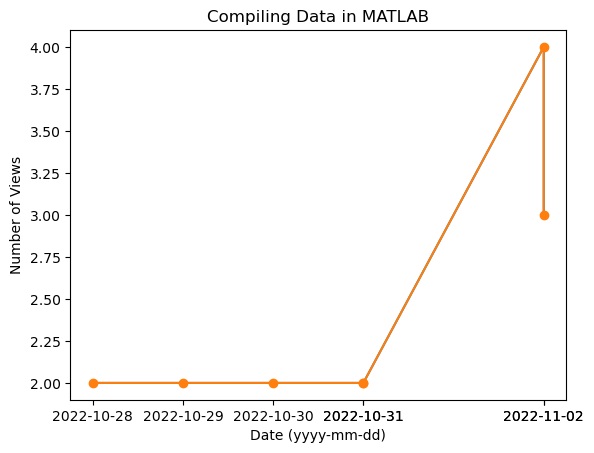 Compiling Data in MATLAB
4.00
3.75
3.50
3.25
3.00
2.75
2.50
2.25
2.00
Number of Views
2022-10-28 2022-10-29 2022-10-30 2022-10-31 2022-11-02
Date (yyyy-mm-dd)